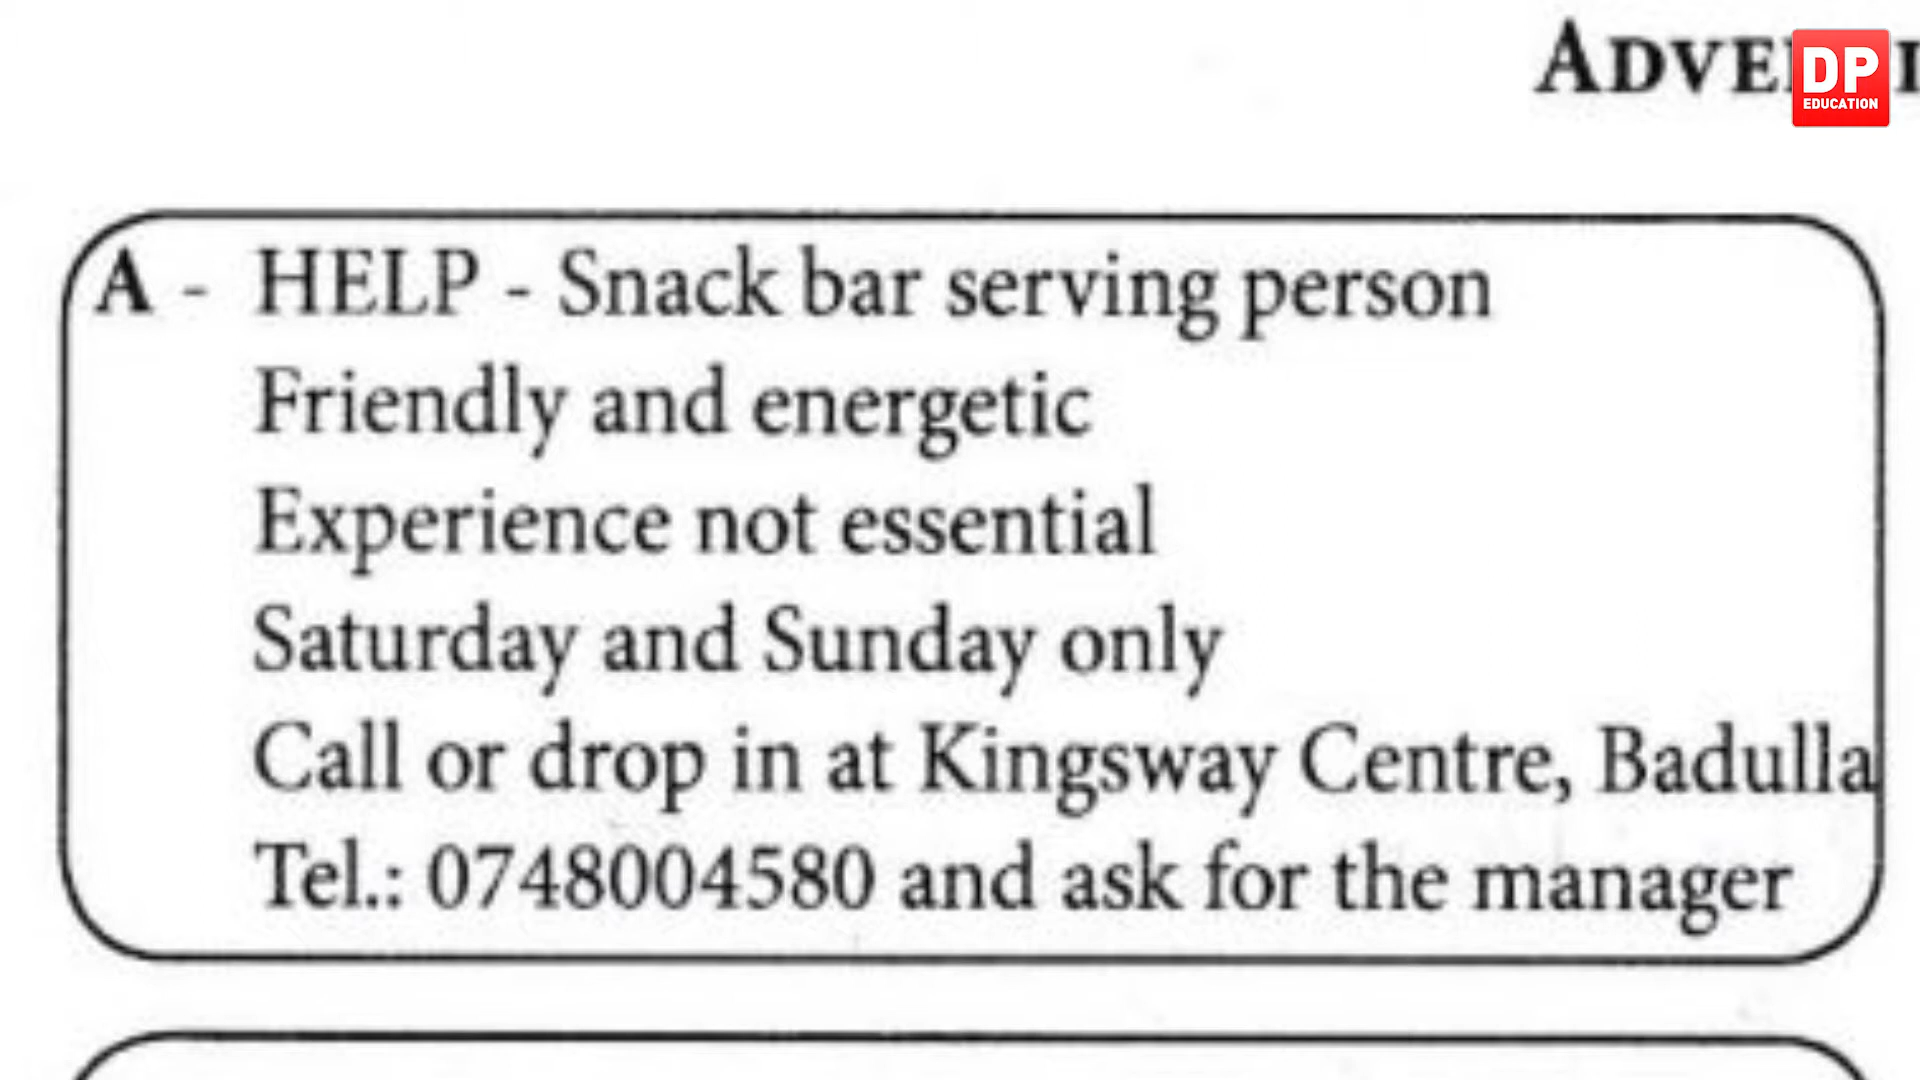 DP
EDUCATION
A - HELP - Snack bar serving person
Friendly and energetic
Experience not essential
Saturday and Sunday only
Call or drop in at Kingsway Centre, Badulla
Tel.: 0748004580 and ask for the manager